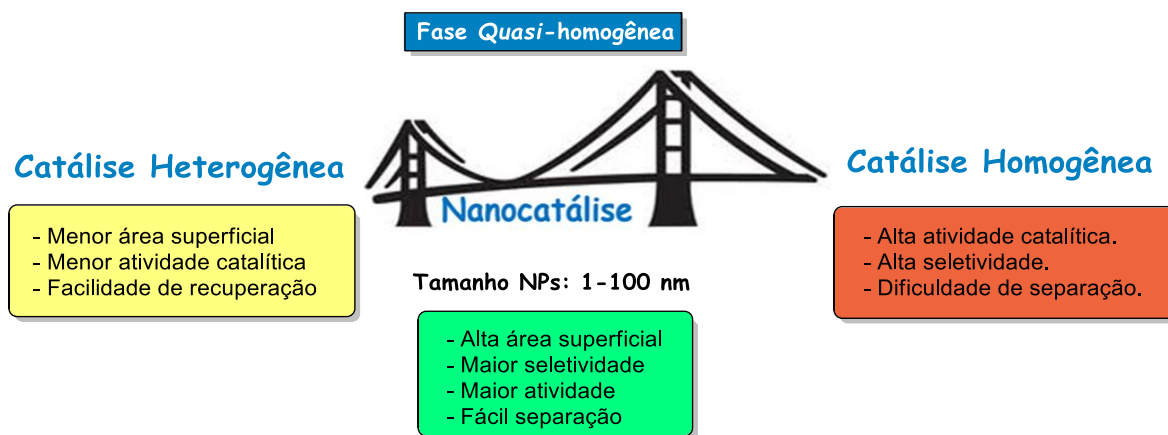 Fase Quasi-homogênea
Catálise Heterogênea
- Menor área superficial
- Menor atividade catalítica
- Facilidade de recuperação
Nanocatálise
Tamanho NPs: 1-100 nm
- Alta área superficial
- Maior seletividade
- Maior atividade
- Fácil separação
Catálise Homogênea
- Alta atividade catalítica.
- Alta seletividade.
- Dificuldade de separação.